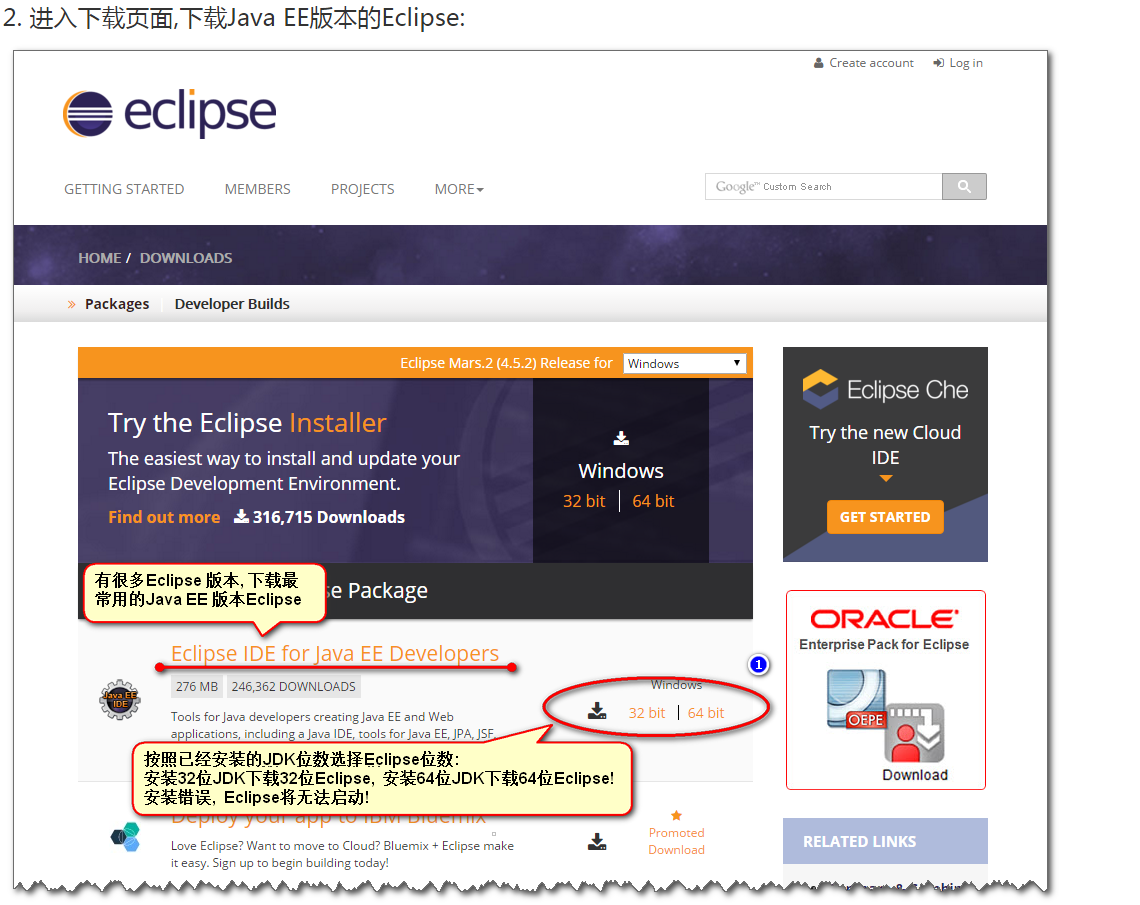 2. 进入下载页面,下载Java EE版本的Eclipse:
Create account
Log in
eclipse
GETTING STARTED
MEMBERS
PROJECTS
MORE
Google™ Custom Search
HOME / DOWNLOADS
» Packages
Developer Builds
Eclipse Mars.2 (4.5.2) Release for
Windows
Try the Eclipse Installer
The easiest way to install and update your
Eclipse Development Environment.
Find out more
316,715 Downloads
Windows
32 bit | 64 bit
Eclipse Che
Try the new Cloud
IDE
GET STARTED
有很多Eclipse 版本, 下载最
常用的Java EE 版本Eclipse
Package
Eclipse IDE for Java EE Developers
Java EE
IDE
276 MB
246,362 DOWNLOADS
Tools for Java developers creating Java EE and Web
applications, including a Java IDE, tools for Java EE, JPA, JSF,
1
Windows
32 bit | 64 bit
按照已经安装的JDK位数选择Eclipse位数:
安装32位JDK下载32位Eclipse, 安装64位JDK下载64位Eclipse!
安装错误, Eclipse将无法启动!
ORACLE
Enterprise Pack for Eclipse
OEPE
Download
Deploy your app to IBM Bluemix
Love Eclipse? Want to move to Cloud? Bluemix + Eclipse make
it easy. Sign up to begin building today!
Promoted
Download
RELATED LINKS